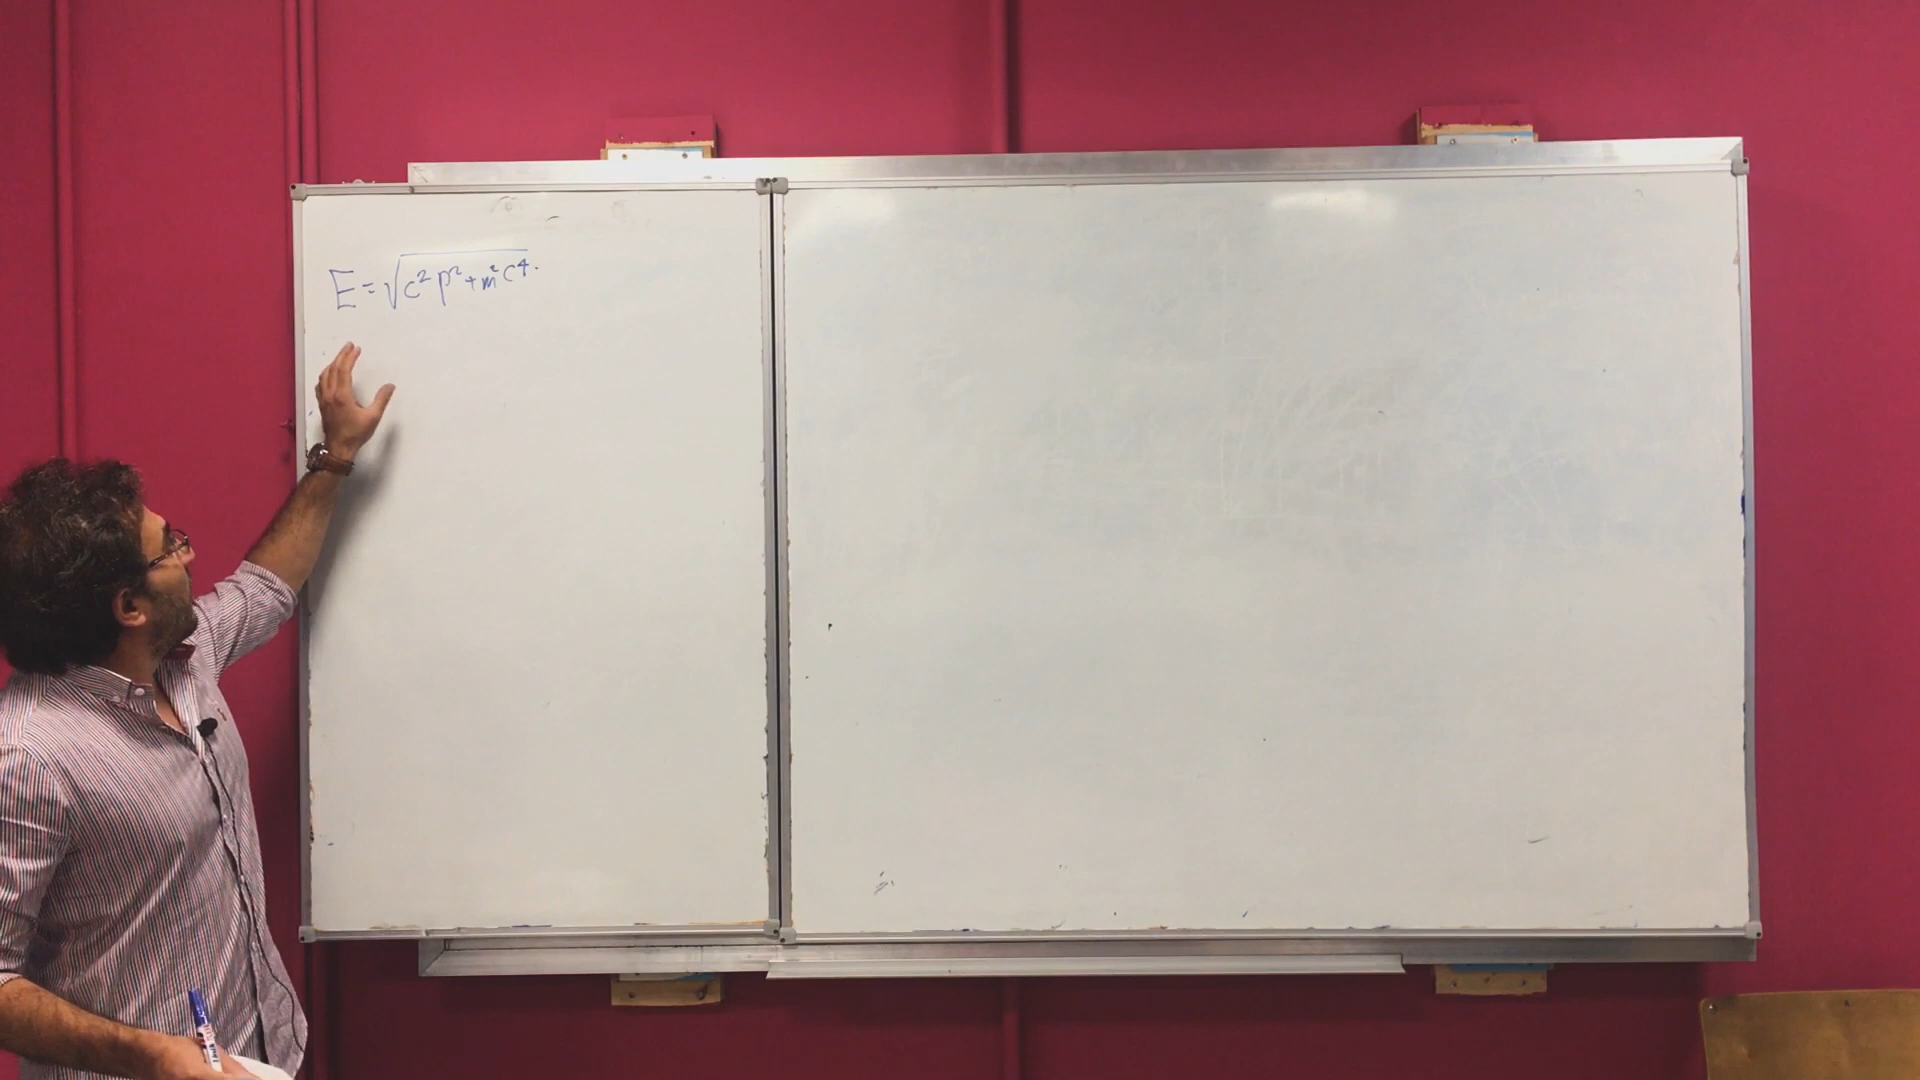 E = √(c²p² + m²c⁴).